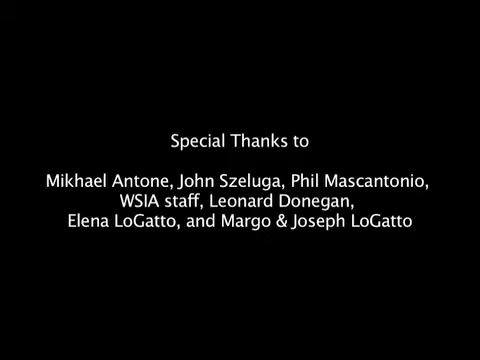 Special Thanks to
Mikhael Antone, John Szeluga, Phil Mascantonio,
WSIA staff, Leonard Donegan,
Elena LoGatto, and Margo & Joseph LoGatto